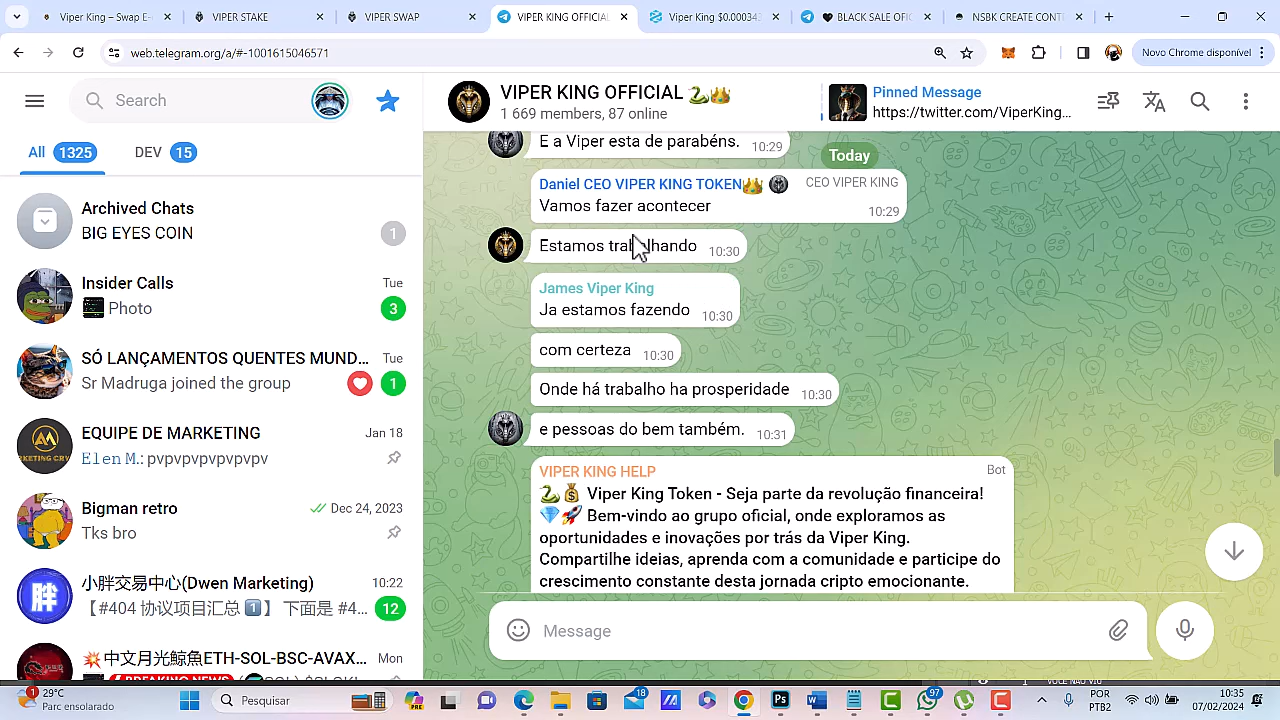 Viper King – Swap E
VIPER STAKE
VIPER SWAP
VIPER KING OFICIAL
Viper King $0.00034
BLACK SALE OFI
NSBK CREATE CONT
web.telegram.org/a/#-1001615046571
Novo Chrome disponível
Search
VIPER KING OFFICIAL 🐍👑
1 669 members, 87 online
Pinned Message
https://twitter.com/ViperKing...
All 1325
DEV 15
Archived Chats
BIG EYES COIN
1
Insider Calls
Tue
Photo
3
SÓ LANÇAMENTOS QUENTES MUND...
Tue
Sr Madruga joined the group
1
EQUIPE DE MARKETING
Jan 18
Elen M.: pvpvpvpvpvpv
Bigman retro
Dec 24, 2023
Tks bro
小胖交易中心(Dwen Marketing)
10:22
【#404 协议项目汇总 1️⃣】 下面是 #4...
12
💥中文月光鲸魚ETH-SOL-BSC-AVAX...
Mon
E a Viper esta de parabéns. 10:29
Today
Daniel CEO VIPER KING TOKEN👑 CEO VIPER KING
Vamos fazer acontecer 10:29
Estamos trabalhando 10:30
James Viper King
Ja estamos fazendo 10:30
com certeza 10:30
Onde há trabalho ha prosperidade 10:30
e pessoas do bem também. 10:31
VIPER KING HELP Bot
🐍💰 Viper King Token - Seja parte da revolução financeira!
💎🚀 Bem-vindo ao grupo oficial, onde exploramos as
oportunidades e inovações por trás da Viper King.
Compartilhe ideias, aprenda com a comunidade e participe do
crescimento constante desta jornada cripto emocionante.
Message
1
29°C
Parc ensolarado
Pesquisar
PRE
18
97
POR
PTB2
10:35
07/02/2024